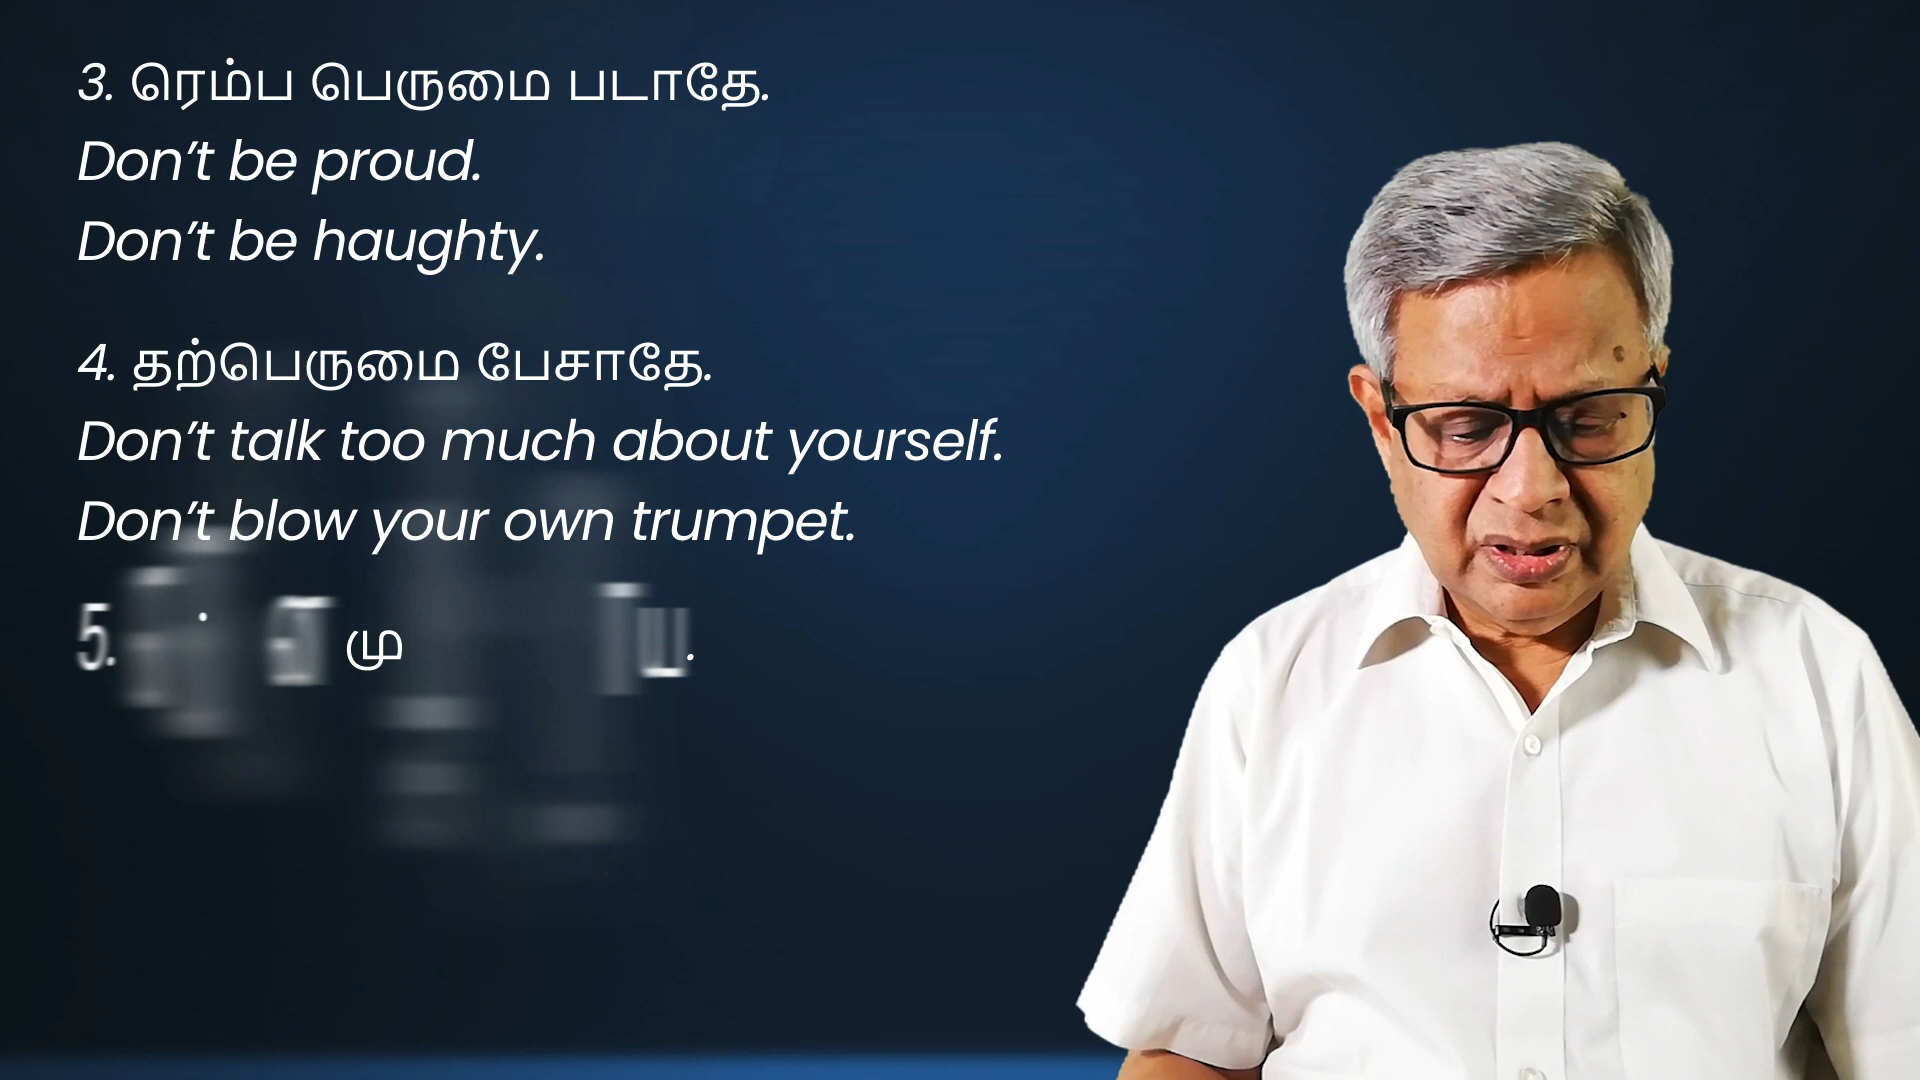 3. ரெம்ப பெருமை படாதே.
Don’t be proud.
Don’t be haughty.
4. தற்பெருமை பேசாதே.
Don’t talk too much about yourself.
Don’t blow your own trumpet.
5.